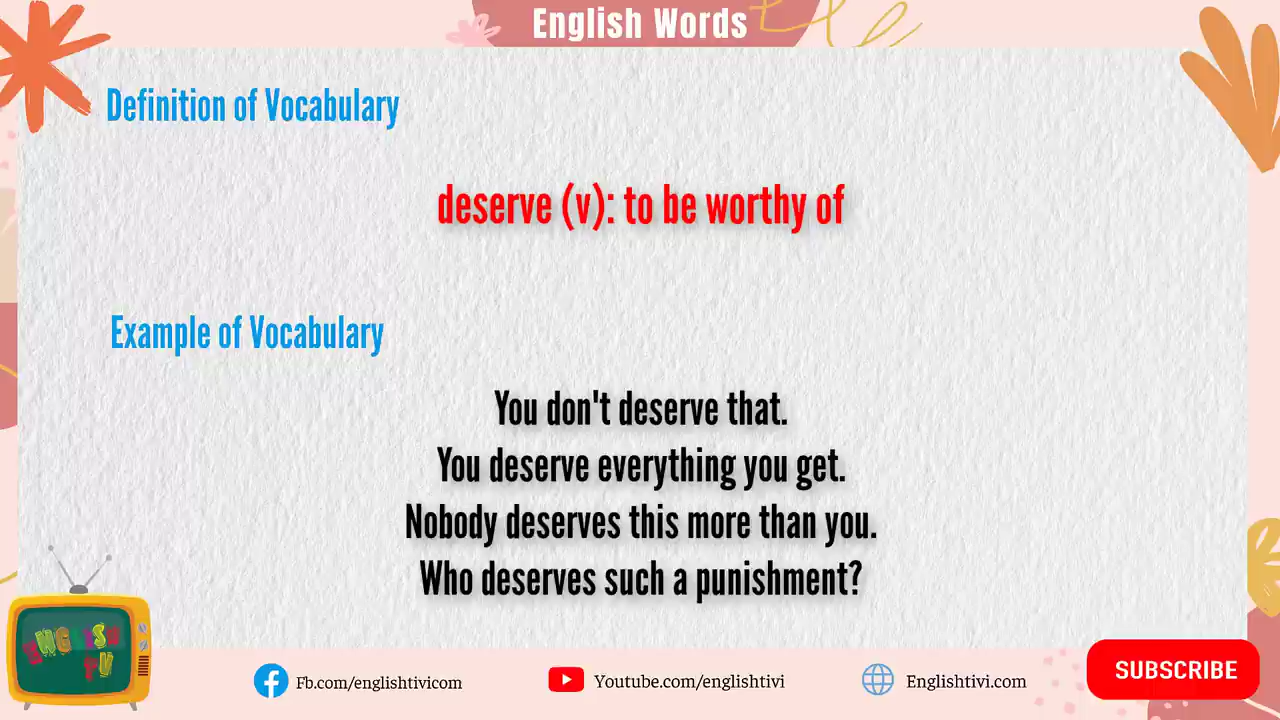 English Words
Definition of Vocabulary
deserve (v): to be worthy of
Example of Vocabulary
You don't deserve that.
You deserve everything you get.
Nobody deserves this more than you.
Who deserves such a punishment?
ENGLISH
TV
Fb.com/englishtivicom
Youtube.com/englishtivi
Englishtivi.com
SUBSCRIBE